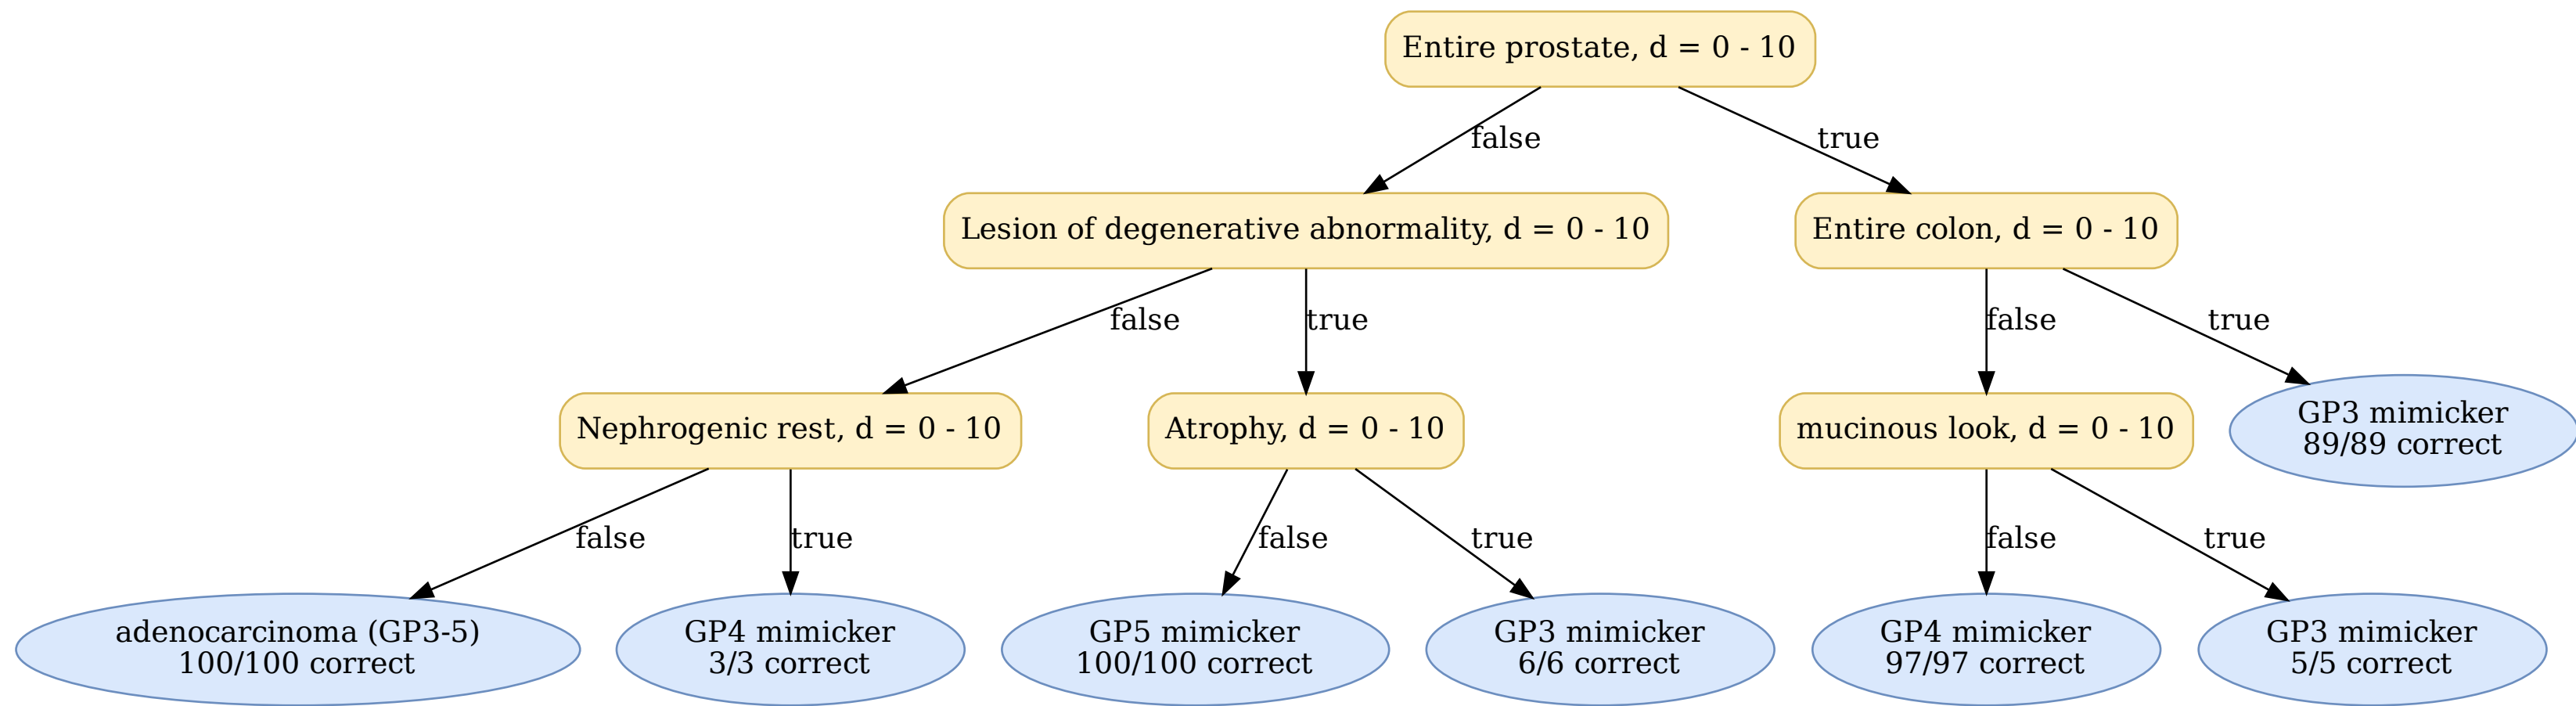 Entire prostate, d = 0 - 10
false
true
Lesion of degenerative abnormality, d = 0 - 10
Entire colon, d = 0 - 10
false
true
false
true
Nephrogenic rest, d = 0 - 10
Atrophy, d = 0 - 10
mucinous look, d = 0 - 10
GP3 mimicker
89/89 correct
false
true
false
true
false
true
adenocarcinoma (GP3-5)
100/100 correct
GP4 mimicker
3/3 correct
GP5 mimicker
100/100 correct
GP3 mimicker
6/6 correct
GP4 mimicker
97/97 correct
GP3 mimicker
5/5 correct